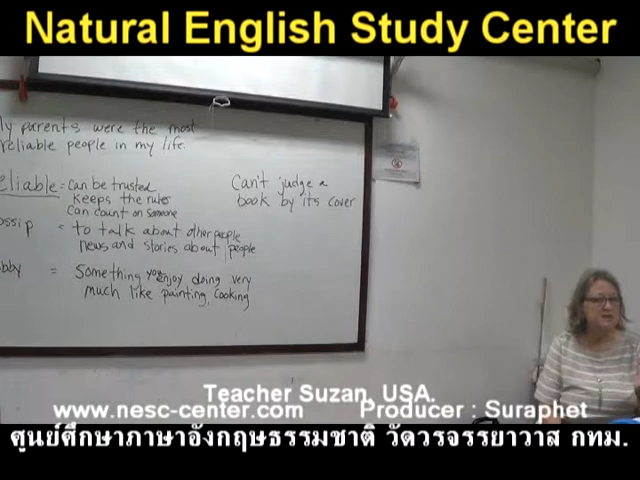 Natural English Study Center
My parents were the most
reliable people in my life.
reliable = Can be trusted
keeps the rules
Can count on someone
ossip = to talk about other people
news and stories about people
bby = Something you enjoy doing very
much like painting, cooking
Can't judge a
book by its cover
Teacher Suzan, USA.
www.nesc-center.com Producer : Suraphet
ศูนย์ศึกษาภาษาอังกฤษธรรมชาติ วัดวรจรรยาวาส กทม.